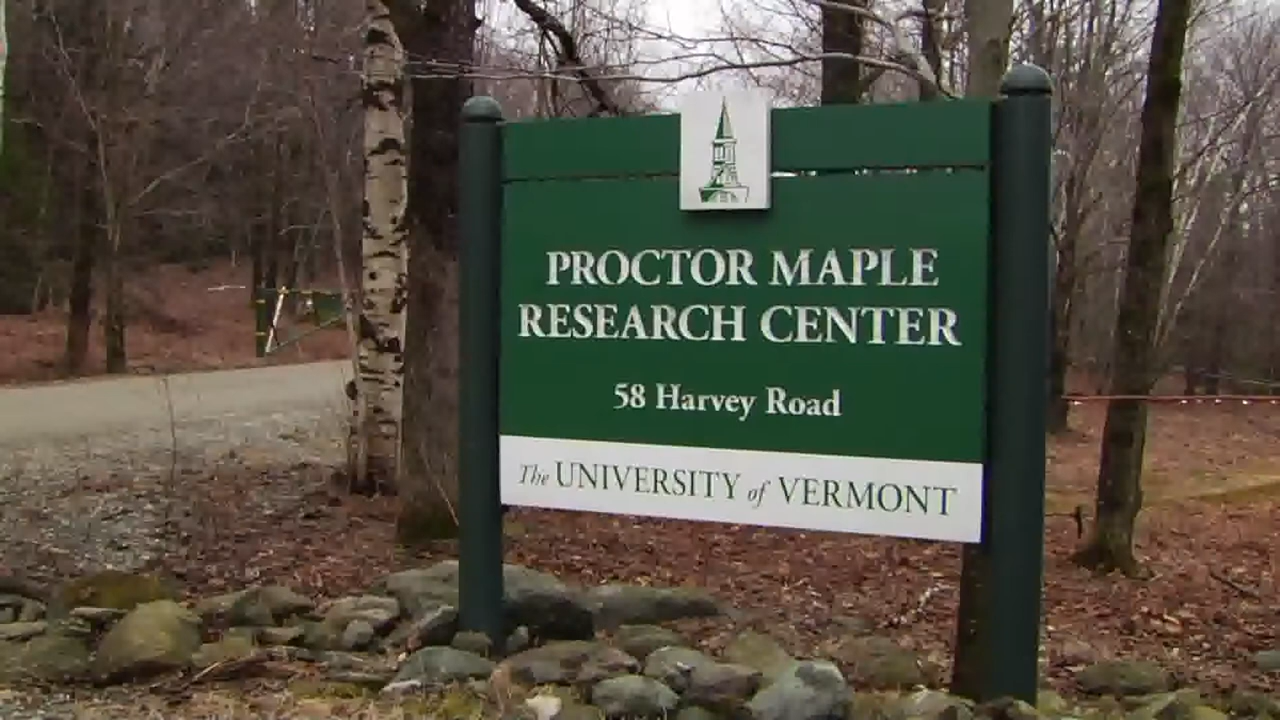 PROCTOR MAPLE
RESEARCH CENTER
58 Harvey Road
The UNIVERSITY of VERMONT